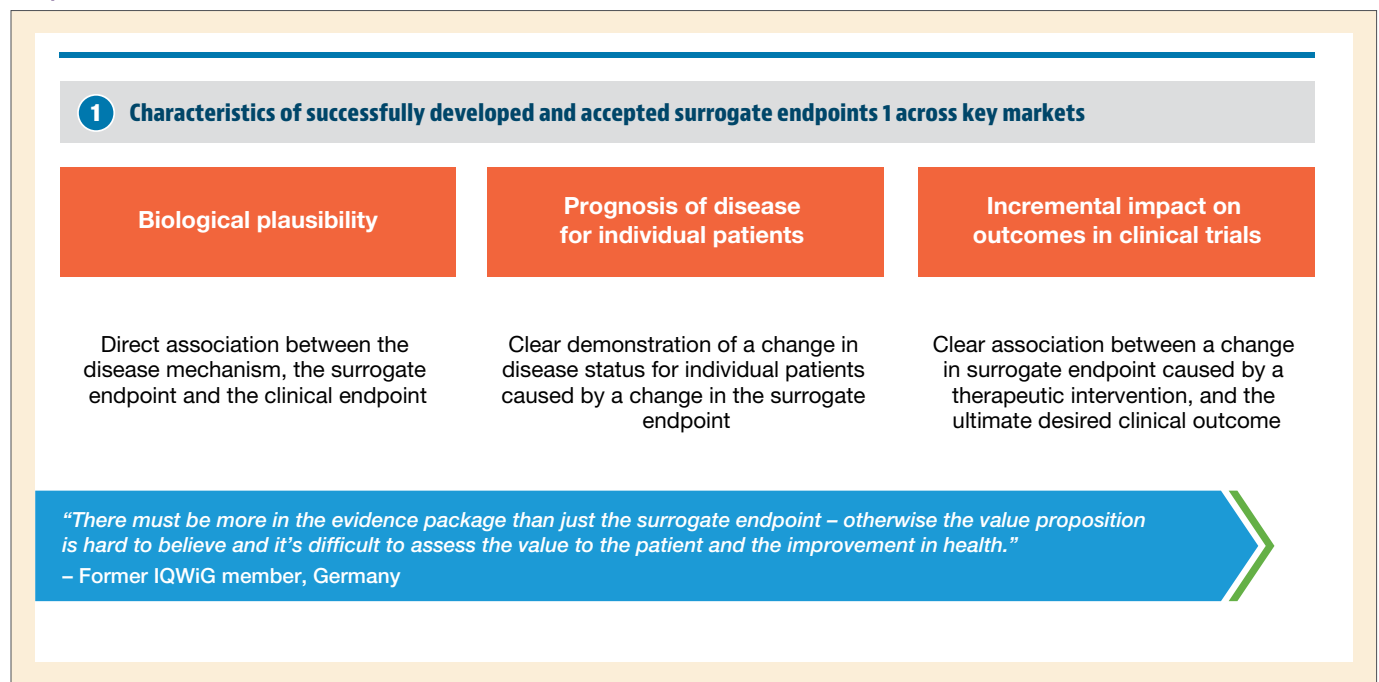 1 Characteristics of successfully developed and accepted surrogate endpoints 1 across key markets
Biological plausibility
Prognosis of disease
for individual patients
Incremental impact on
outcomes in clinical trials
Direct association between the
disease mechanism, the surrogate
endpoint and the clinical endpoint
Clear demonstration of a change in
disease status for individual patients
caused by a change in the surrogate
endpoint
Clear association between a change
in surrogate endpoint caused by a
therapeutic intervention, and the
ultimate desired clinical outcome
“There must be more in the evidence package than just the surrogate endpoint – otherwise the value proposition
is hard to believe and it’s difficult to assess the value to the patient and the improvement in health.”
– Former IQWiG member, Germany